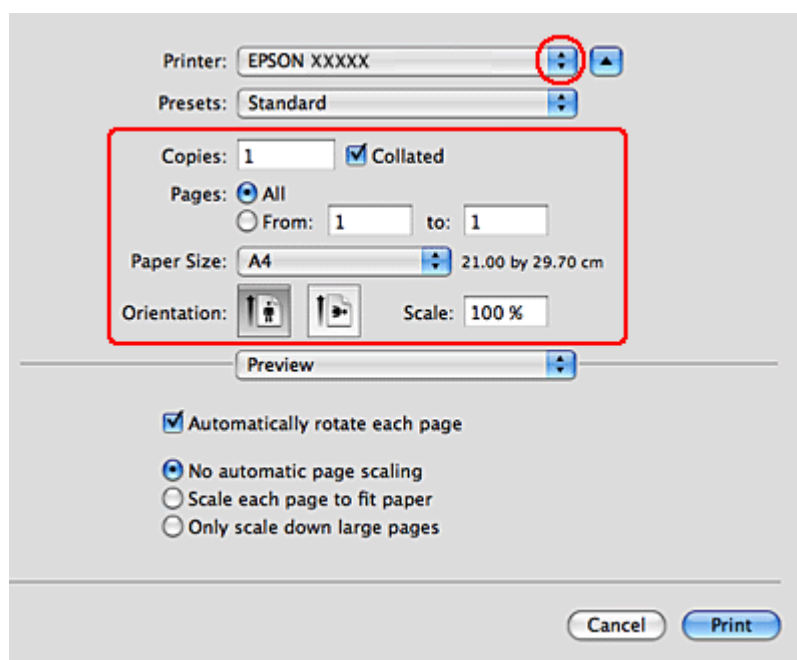 Printer: EPSON XXXXX
Presets: Standard
Copies: 1 Collated
Pages: All
From: 1 to: 1
Paper Size: A4 21.00 by 29.70 cm
Orientation: Scale: 100 %
Preview
Automatically rotate each page
No automatic page scaling
Scale each page to fit paper
Only scale down large pages
Cancel Print